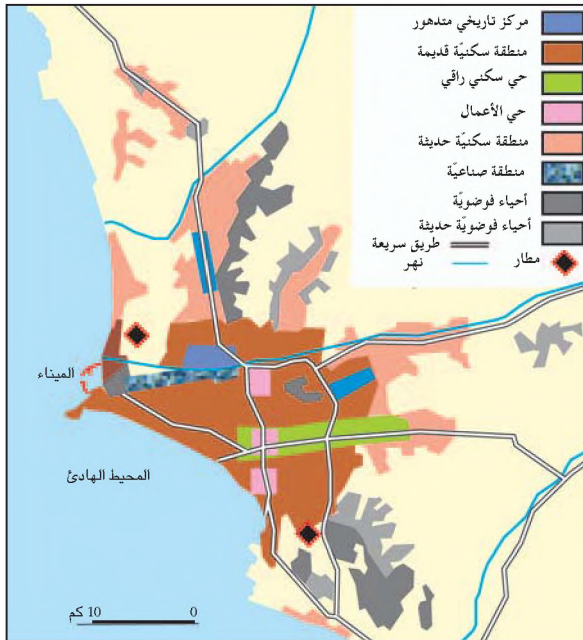 مركز تاريخي متدهور
منطقة سكنيّة قديمة
حي سكني راقي
حي الأعمال
منطقة سكنيّة حديثة
منطقة صناعيّة
أحياء فوضويّة
أحياء فوضويّة حديثة
طريق سريعة
نهر
مطار
الميناء
المحيط الهادئ
10 كم
0